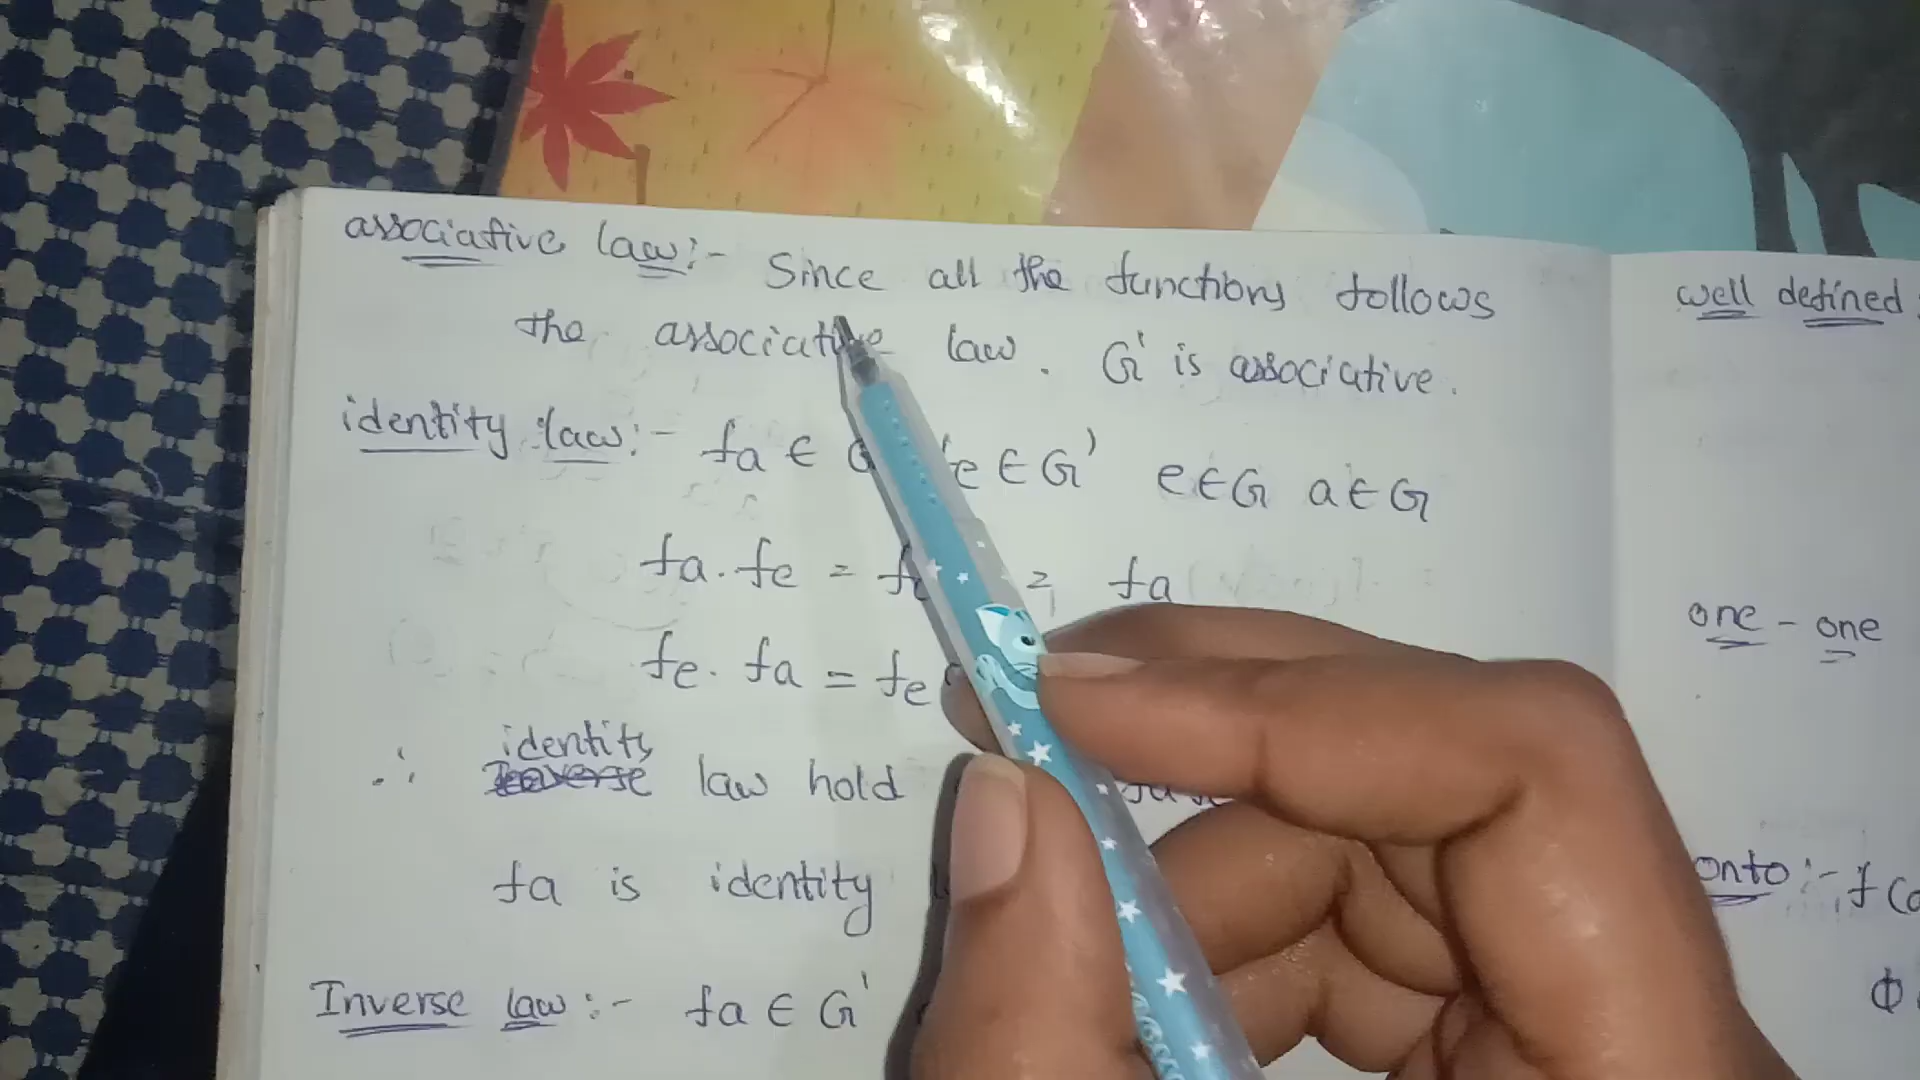 associative law:- Since all the functions follows
the associative law. G' is associative.
identity law:- fa ∈ fe ∈ G' e∈G a∈G
fa.fe = = fa
fe.fa = fe
identity
∴ law hold
fa is identity
Inverse law:- fa ∈ G'
well defined:
one - one
onto:- f(a
ф